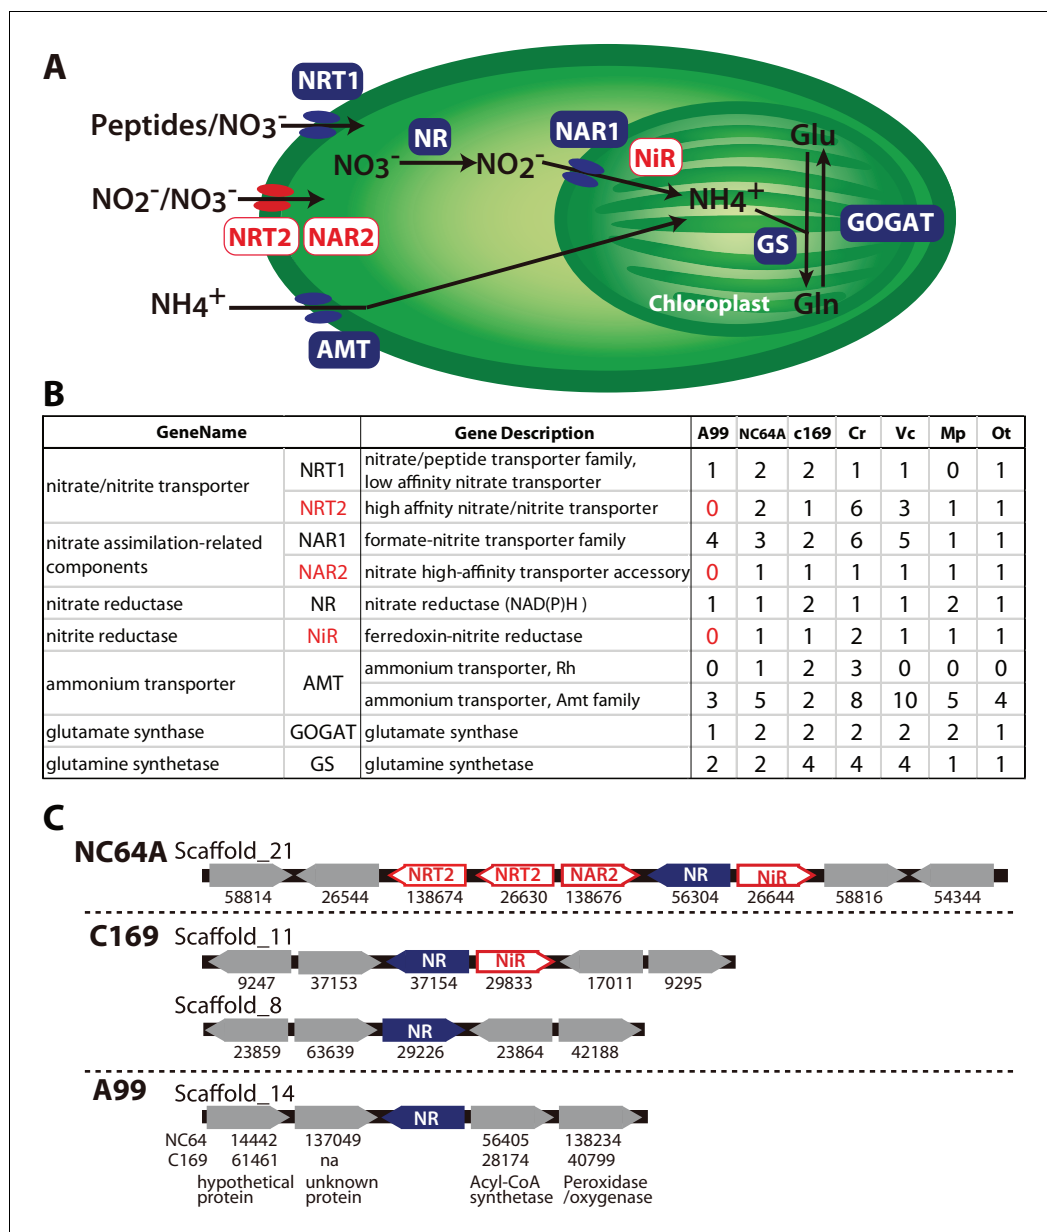 A
NRT1
Peptides/NO3⁻
NR
NAR1
NiR
Glu
NO3⁻
NO2⁻
NO2⁻/NO3⁻
NH4⁺
NRT2
NAR2
GS
GOGAT
NH4⁺
Chloroplast
Gln
AMT
B
GeneName Gene Description A99 NC64A c169 Cr Vc Mp Ot
nitrate/nitrite transporter NRT1 nitrate/peptide transporter family,
low affinity nitrate transporter 1 2 2 1 1 0 1
NRT2 high affnity nitrate/nitrite transporter 0 2 1 6 3 1 1
nitrate assimilation-related
components NAR1 formate-nitrite transporter family 4 3 2 6 5 1 1
NAR2 nitrate high-affinity transporter accessory 0 1 1 1 1 1 1
nitrate reductase NR nitrate reductase (NAD(P)H ) 1 1 2 1 1 2 1
nitrite reductase NiR ferredoxin-nitrite reductase 0 1 1 2 1 1 1
ammonium transporter AMT ammonium transporter, Rh 0 1 2 3 0 0 0
ammonium transporter, Amt family 3 5 2 8 10 5 4
glutamate synthase GOGAT glutamate synthase 1 2 2 2 2 2 1
glutamine synthetase GS glutamine synthetase 2 2 4 4 4 1 1
C
NC64A Scaffold_21
NRT2 NRT2 NAR2 NR NiR
58814 26544 138674 26630 138676 56304 26644 58816 54344
C169 Scaffold_11
NR NiR
9247 37153 37154 29833 17011 9295
Scaffold_8
NR
23859 63639 29226 23864 42188
A99 Scaffold_14
NR
NC64 14442 137049 56405 138234
C169 61461 na 28174 40799
hypothetical unknown Acyl-CoA Peroxidase
protein protein synthetase /oxygenase